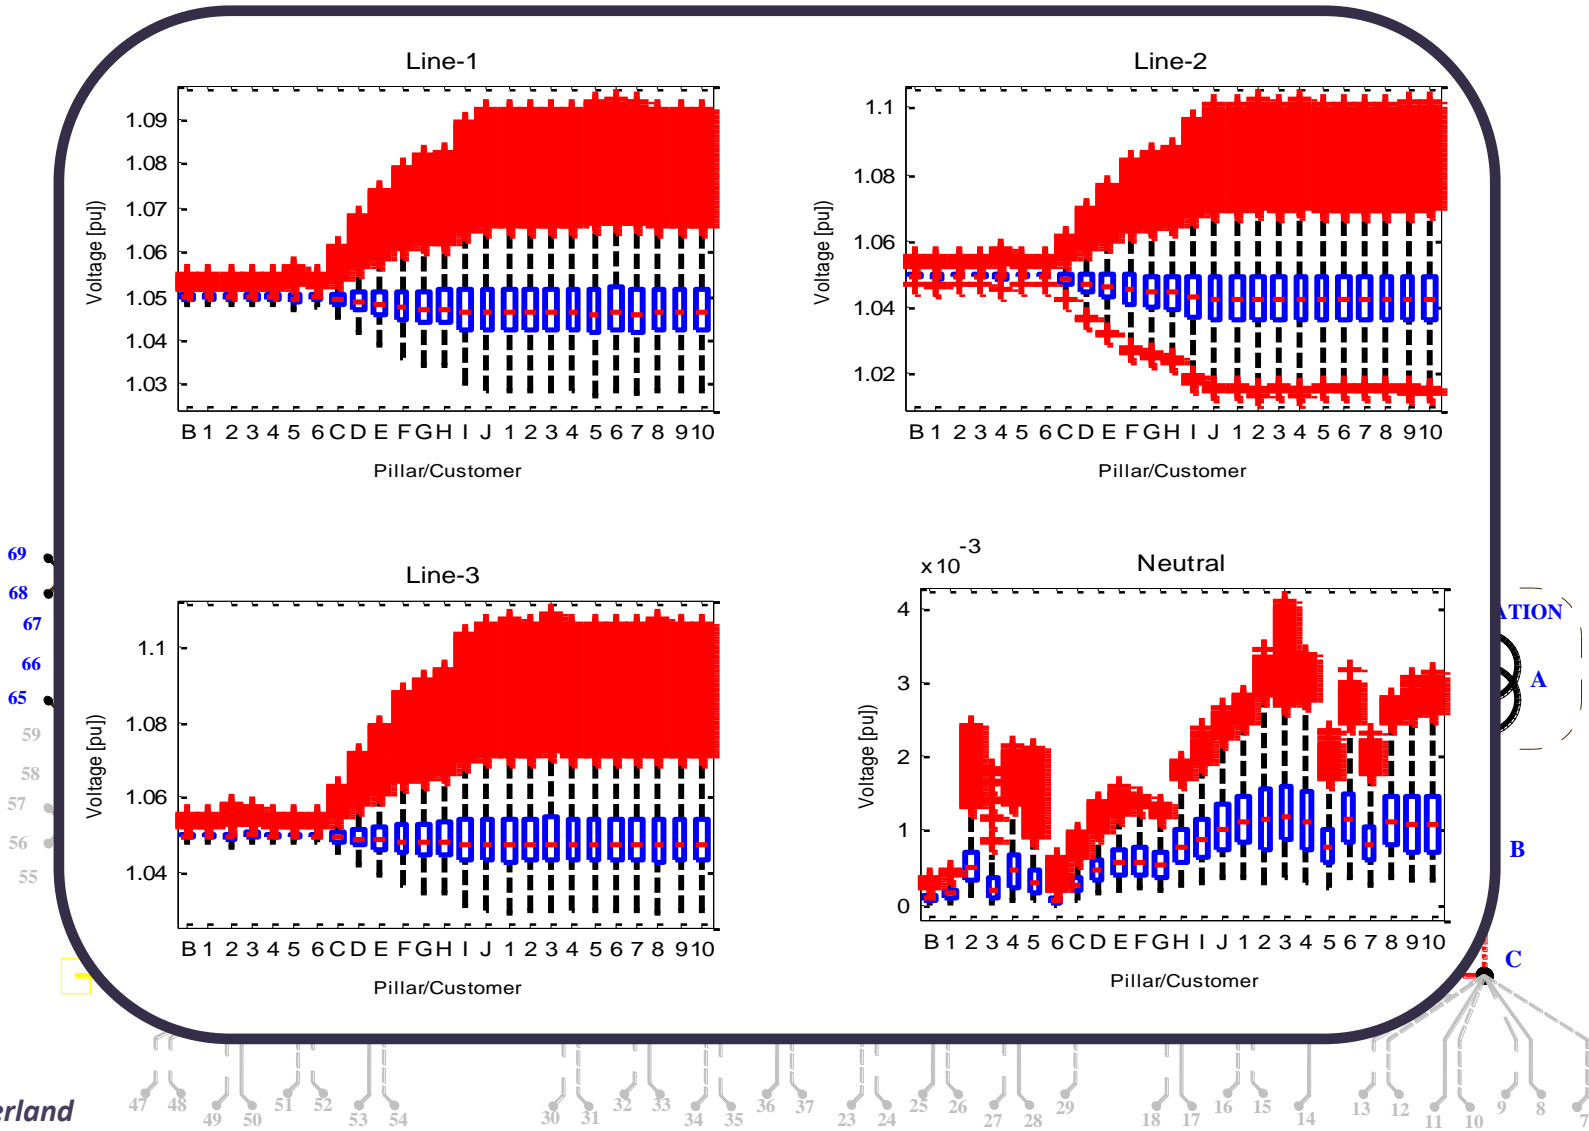 Line-1
Voltage [pu])
1.09
1.08
1.07
1.06
1.05
1.04
1.03
B 1 2 3 4 5 6 C D E F G H I J 1 2 3 4 5 6 7 8 9 10
Pillar/Customer
Line-2
Voltage [pu])
1.1
1.08
1.06
1.04
1.02
B 1 2 3 4 5 6 C D E F G H I J 1 2 3 4 5 6 7 8 9 10
Pillar/Customer
Line-3
Voltage [pu])
1.1
1.08
1.06
1.04
B 1 2 3 4 5 6 C D E F G H I J 1 2 3 4 5 6 7 8 9 10
Pillar/Customer
x 10 -3
Neutral
Voltage [pu])
4
3
2
1
0
B 1 2 3 4 5 6 C D E F G H I J 1 2 3 4 5 6 7 8 9 10
Pillar/Customer
69
68
67
66
65
59
58
57
56
55
ATION
A
B
C
47 48 49 50 51 52 53 54 30 31 32 33 34 35 36 37 23 24 25 26 27 28 29 18 17 16 15 14 13 12 11 10 9 8 7
erland